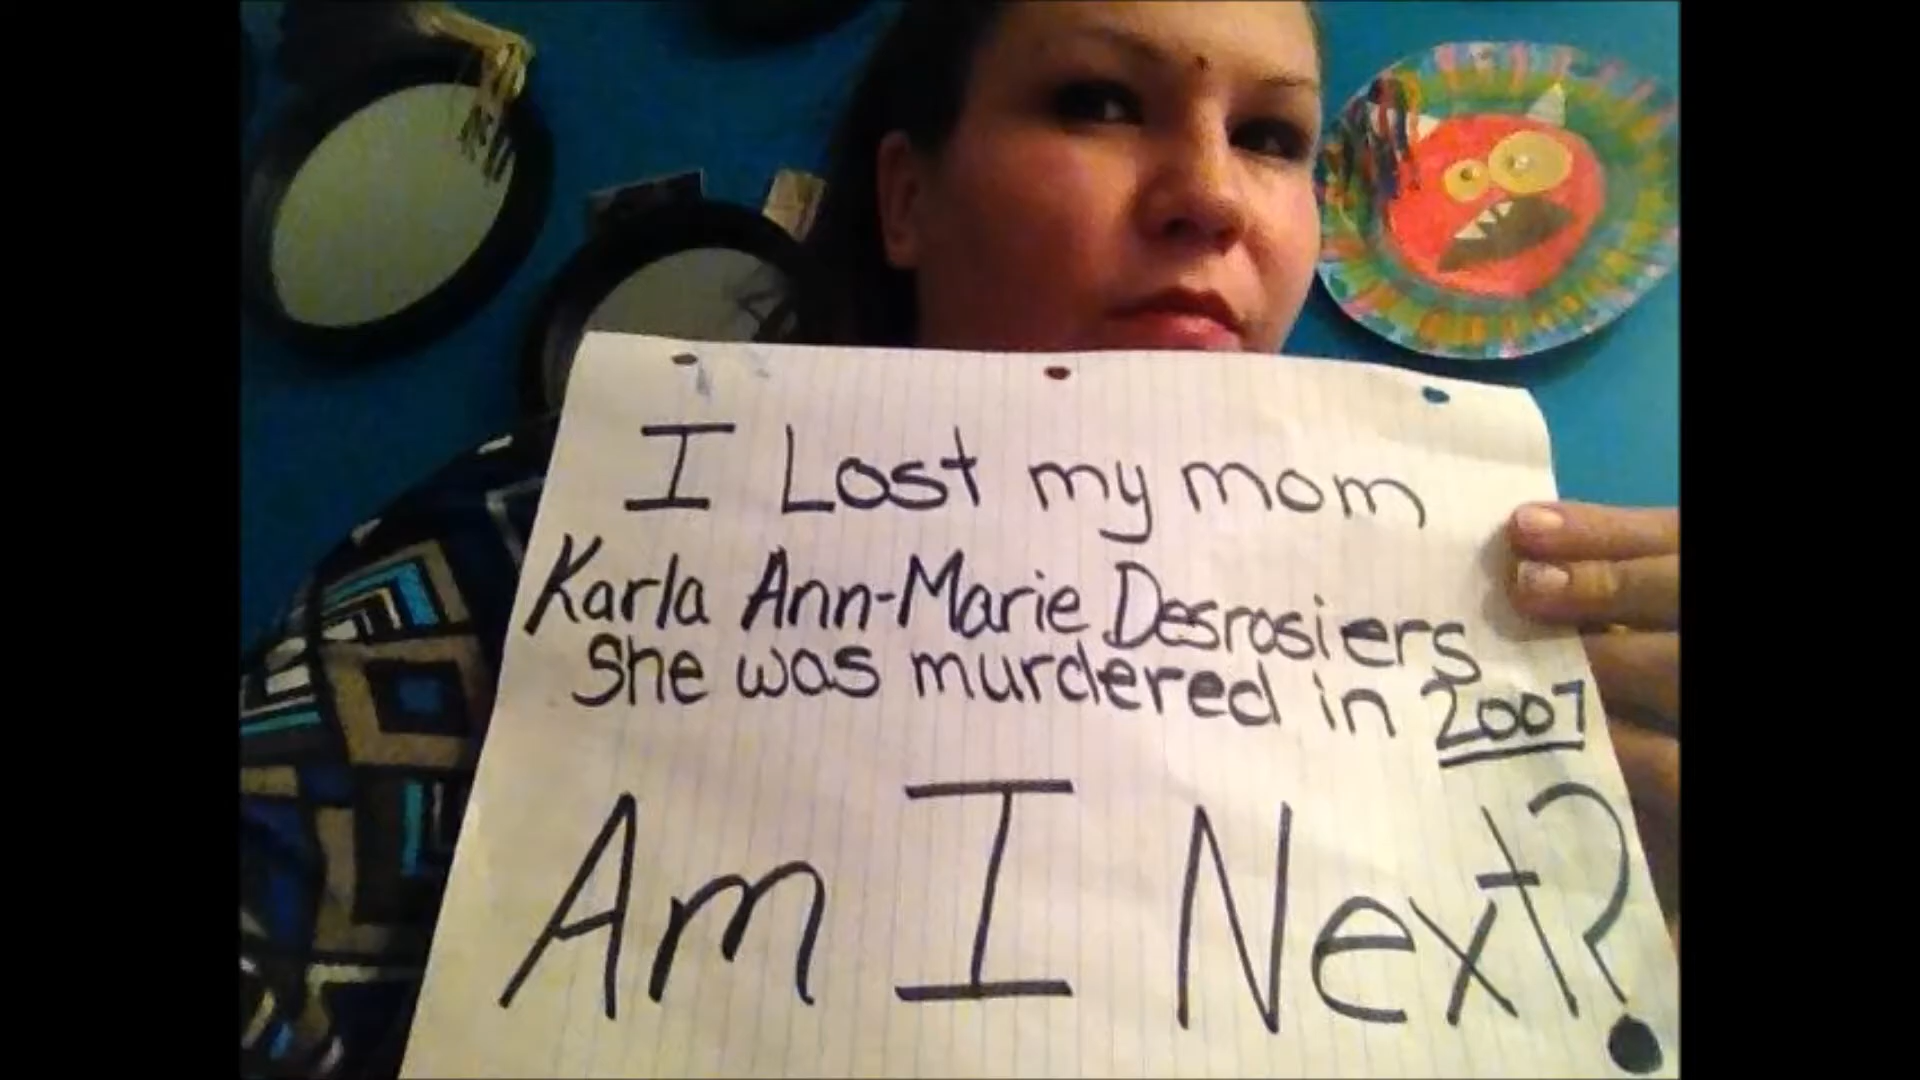 I Lost my mom
Karla Ann-Marie Desrosiers
She was murdered in 2007
Am I Next?